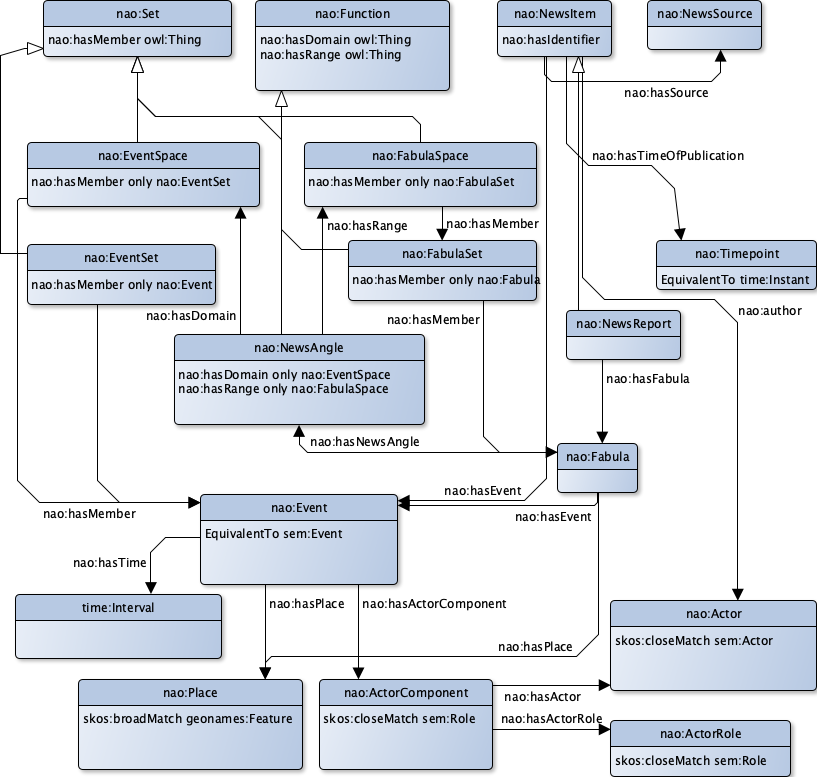 nao:Set
nao:hasMember owl:Thing
nao:Function
nao:hasDomain owl:Thing
nao:hasRange owl:Thing
nao:NewsItem
nao:hasIdentifier
nao:NewsSource
nao:hasSource
nao:EventSpace
nao:hasMember only nao:EventSet
nao:FabulaSpace
nao:hasMember only nao:FabulaSet
nao:hasTimeOfPublication
nao:hasRange
nao:hasMember
nao:EventSet
nao:hasMember only nao:Event
nao:FabulaSet
nao:hasMember only nao:Fabula
nao:Timepoint
EquivalentTo time:Instant
nao:hasDomain
nao:hasMember
nao:author
nao:NewsReport
nao:NewsAngle
nao:hasDomain only nao:EventSpace
nao:hasRange only nao:FabulaSpace
nao:hasFabula
nao:hasNewsAngle
nao:Fabula
nao:hasEvent
nao:hasMember
nao:hasEvent
nao:Event
EquivalentTo sem:Event
nao:hasTime
nao:hasPlace
nao:hasActorComponent
time:Interval
nao:Actor
skos:closeMatch sem:Actor
nao:hasPlace
nao:Place
skos:broadMatch geonames:Feature
nao:ActorComponent
skos:closeMatch sem:Role
nao:hasActor
nao:hasActorRole
nao:ActorRole
skos:closeMatch sem:Role